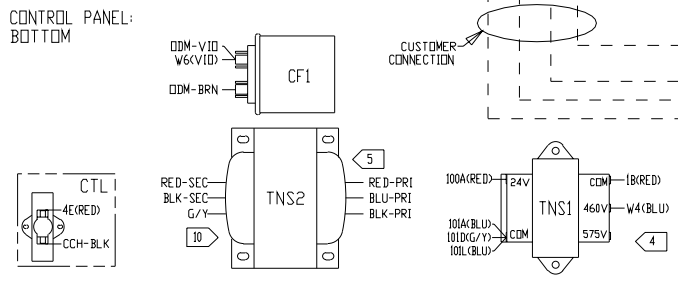 CONTROL PANEL:
BOTTOM
ODM-VIO
W6(VIO)
ODM-BRN
CF1
CUSTOMER
CONNECTION
CTL
4E(RED)
CCH-BLK
RED-SEC
BLK-SEC
G/Y
10
TNS2
5
RED-PRI
BLU-PRI
BLK-PRI
100A(RED)
24V
101A(BLU)
101D(G/Y)
101L(BLU)
COM
TNS1
COM
1B(RED)
460V
W4(BLU)
575V
4